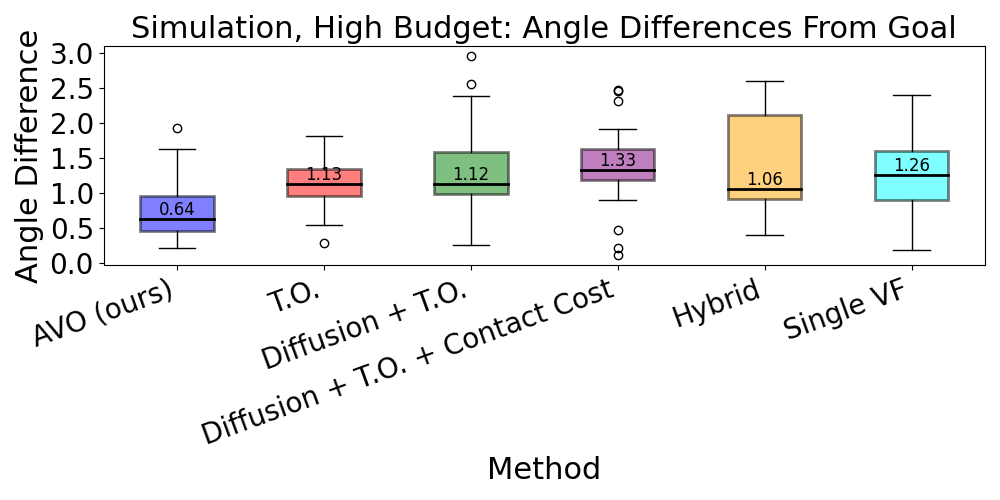 Simulation, High Budget: Angle Differences From Goal
Angle Difference
3.0
2.5
2.0
1.5
1.0
0.5
0.0
0.64
1.13
1.12
1.33
1.06
1.26
AVO (ours)
T.O.
Diffusion + T.O.
Diffusion + T.O. + Contact Cost
Hybrid
Single VF
Method